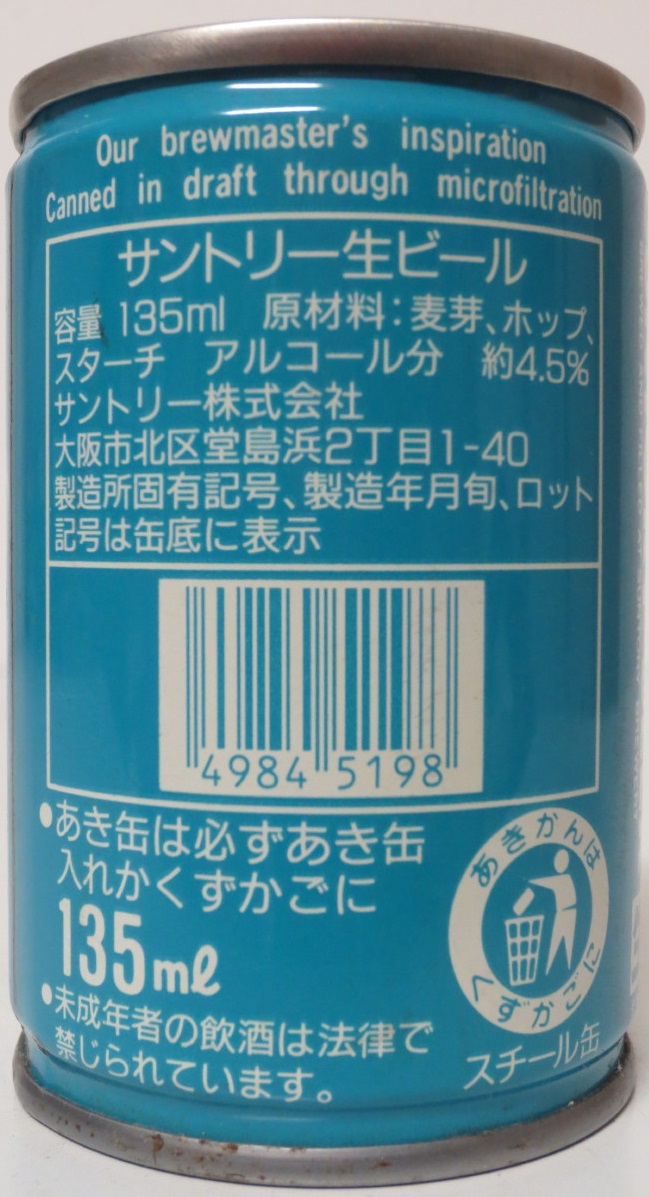 Our brewmaster's inspiration
Canned in draft through microfiltration
サントリー生ビール
容量 135ml 原材料：麦芽、ホップ、
スターチ アルコール分 約4.5%
サントリー株式会社
大阪市北区堂島浜2丁目1-40
製造所固有記号、製造年月旬、ロット
記号は缶底に表示
4984 5198
●あき缶は必ずあき缶
入れかくずかごに
135ml
●未成年者の飲酒は法律で
禁じられています。
あきかんは
くずかごに
スチール缶